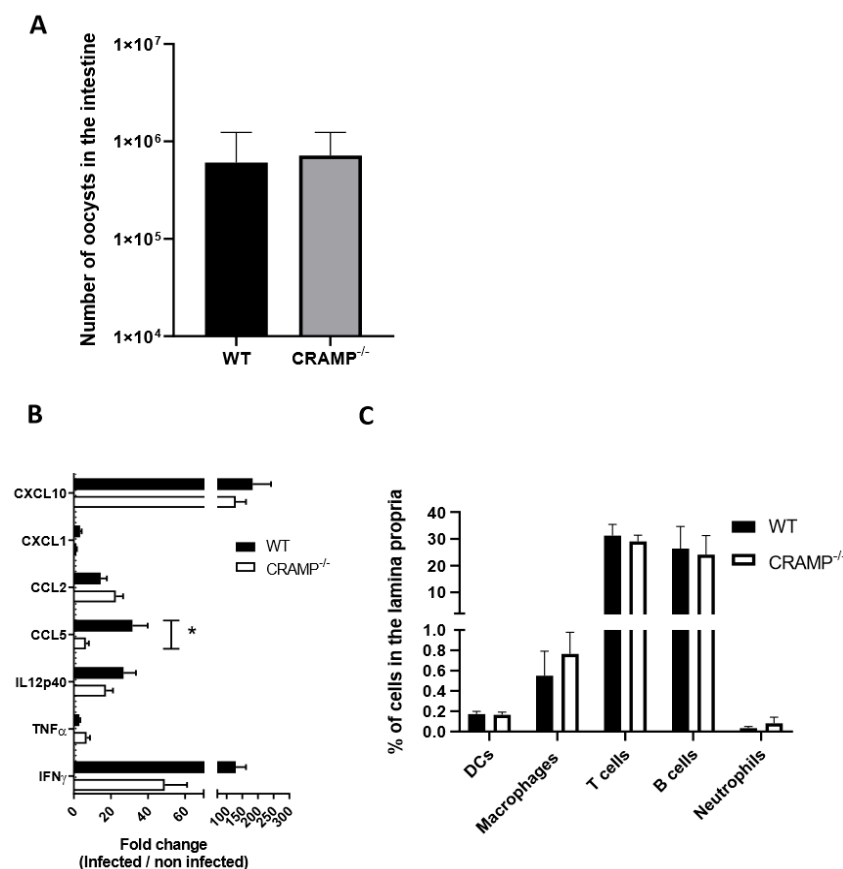 A
Number of oocysts in the intestine
1×10⁷
1×10⁶
1×10⁵
1×10⁴
WT
CRAMP⁻/⁻
B
CXCL10
CXCL1
CCL2
CCL5
IL12p40
TNFα
IFNγ
WT
CRAMP⁻/⁻
*
0 20 40 60 100 150 200 250 300
Fold change
(Infected / non infected)
C
% of cells in the lamina propria
40
30
20
10
1.0
0.8
0.6
0.4
0.2
0.0
DCs
Macrophages
T cells
B cells
Neutrophils
WT
CRAMP⁻/⁻